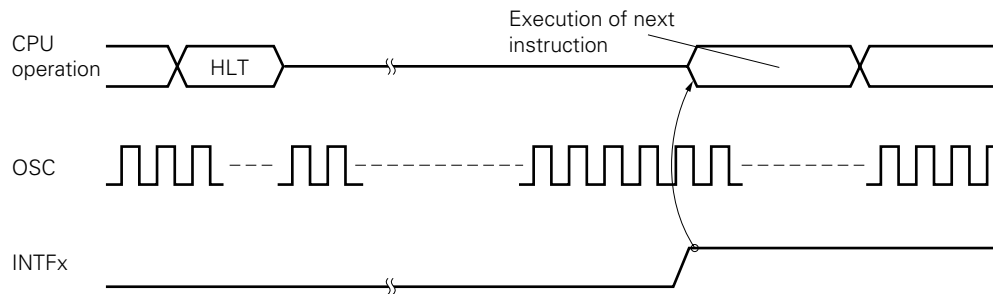 Execution of next
instruction
CPU
operation
HLT
OSC
INTFx